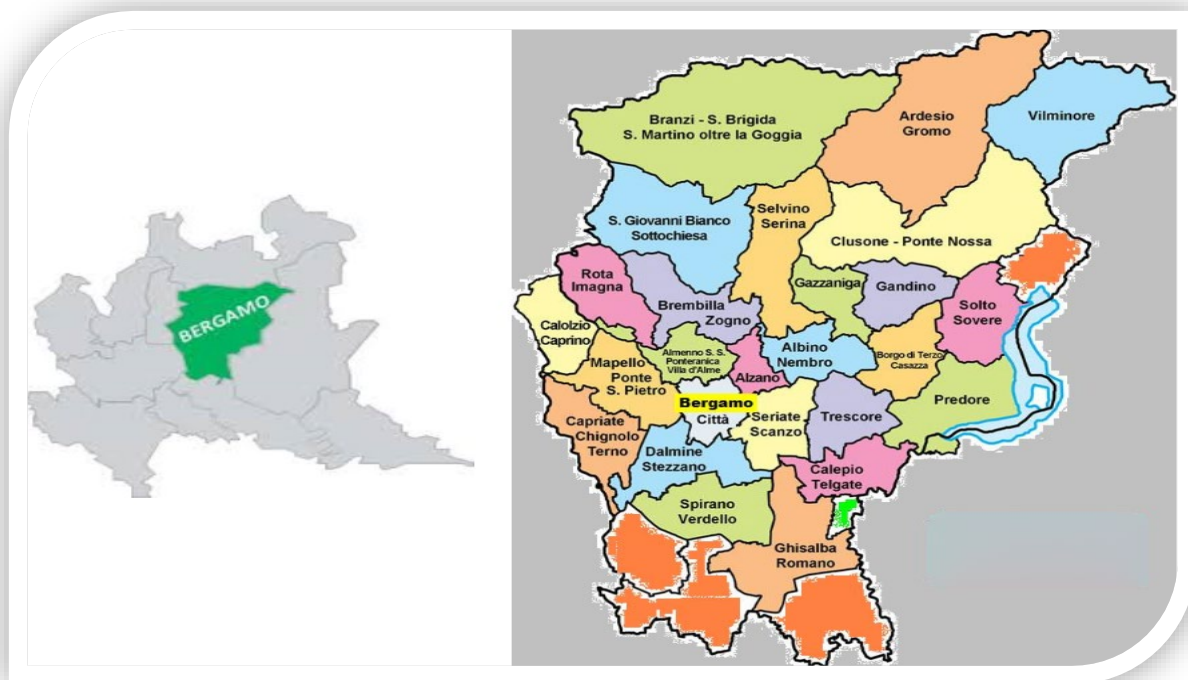 BERGAMO
Branzi - S. Brigida
S. Martino oltre la Goggia
Ardesio
Gromo
Vilminore
S. Giovanni Bianco
Sottochiesa
Selvino
Serina
Clusone - Ponte Nossa
Rota
Imagna
Brembilla
Zogno
Gazzaniga
Gandino
Solto
Sovere
Calolzio
Caprino
Mapello
Ponte
S. Pietro
Almenno S. S.
Ponteranica
Villa d'Alme
Alzano
Albino
Nembro
Borgo di Terzo
Casazza
Bergamo
Città
Seriate
Scanzo
Trescore
Predore
Capriate
Chignolo
Terno
Dalmine
Stezzano
Calepio
Telgate
Spirano
Verdello
Ghisalba
Romano